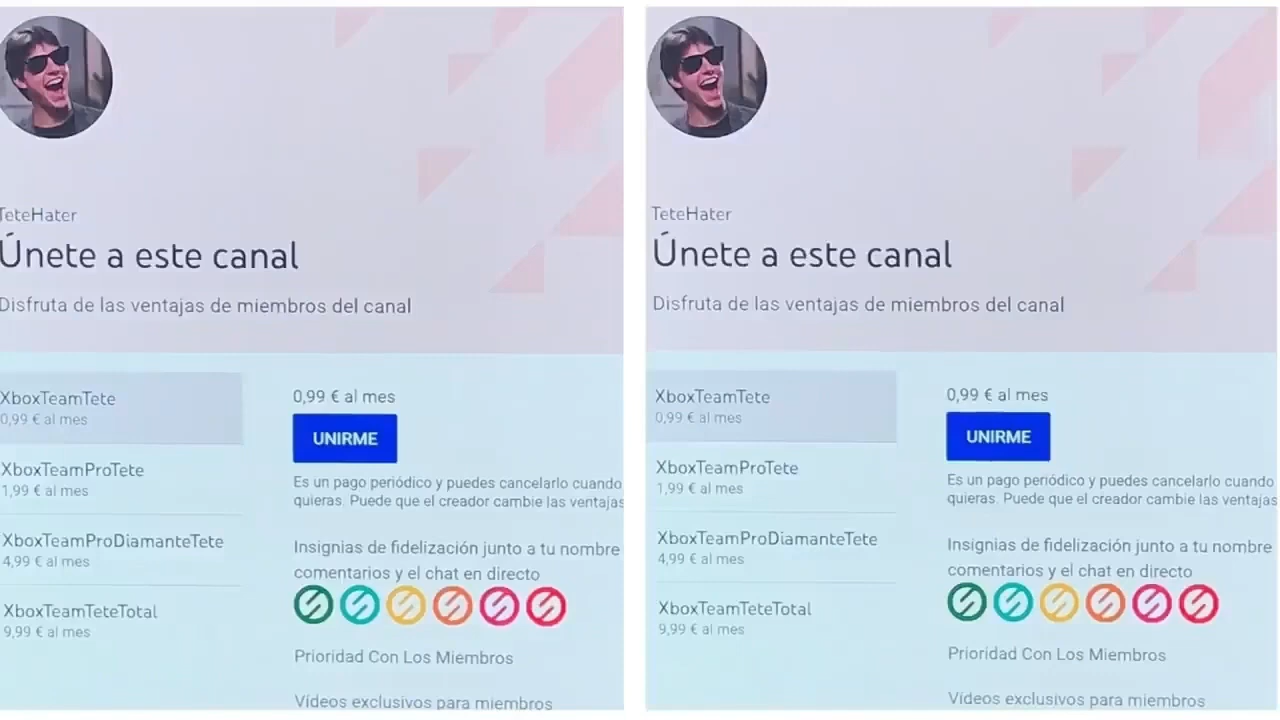 TeteHater
Únete a este canal
Disfruta de las ventajas de miembros del canal
XboxTeamTete
0,99 € al mes
XboxTeamProTete
1,99 € al mes
XboxTeamProDiamanteTete
4,99 € al mes
XboxTeamTeteTotal
9,99 € al mes
0,99 € al mes
UNIRME
Es un pago periódico y puedes cancelarlo cuando
quieras. Puede que el creador cambie las ventajas
Insignias de fidelización junto a tu nombre
comentarios y el chat en directo
Prioridad Con Los Miembros
Vídeos exclusivos para miembros
TeteHater
Únete a este canal
Disfruta de las ventajas de miembros del canal
XboxTeamTete
0,99 € al mes
XboxTeamProTete
1,99 € al mes
XboxTeamProDiamanteTete
4,99 € al mes
XboxTeamTeteTotal
9,99 € al mes
0,99 € al mes
UNIRME
Es un pago periódico y puedes cancelarlo cuando
quieras. Puede que el creador cambie las ventajas
Insignias de fidelización junto a tu nombre
comentarios y el chat en directo
Prioridad Con Los Miembros
Vídeos exclusivos para miembros